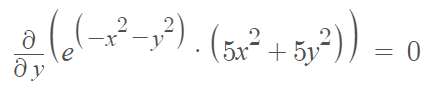 ∂/∂y (e^(−x²−y²) · (5x² + 5y²)) = 0